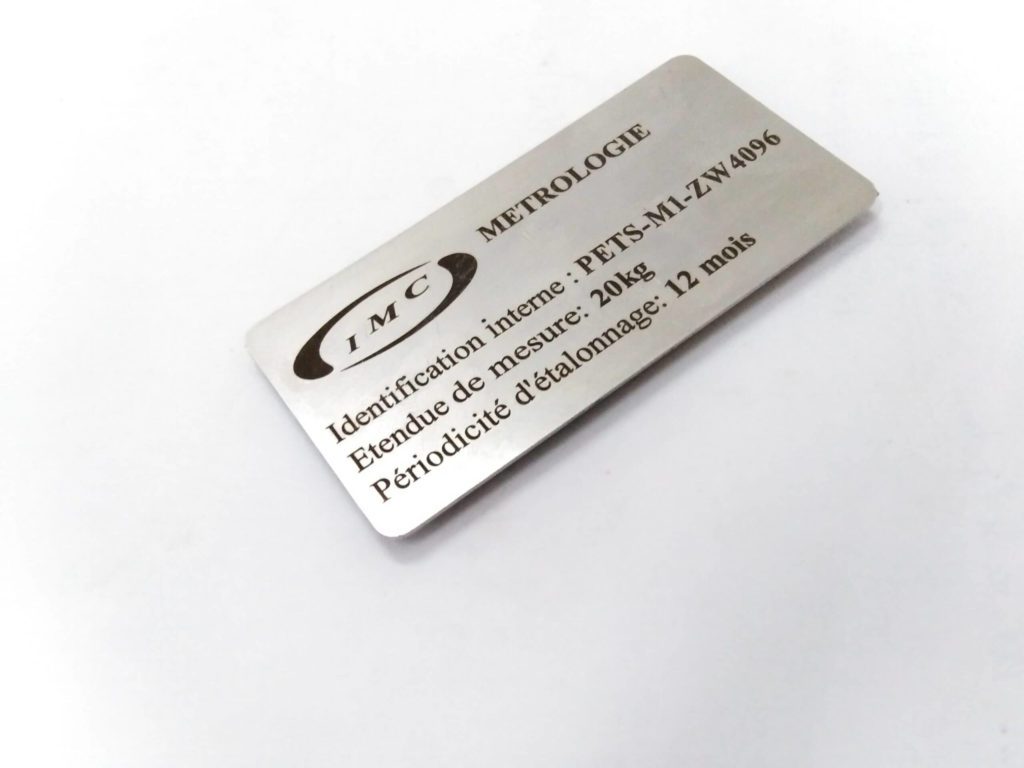 IMC
METROLOGIE
Identification interne : PETS-M1-ZW4096
Etendue de mesure: 20kg
Périodicité d'étalonnage: 12 mois